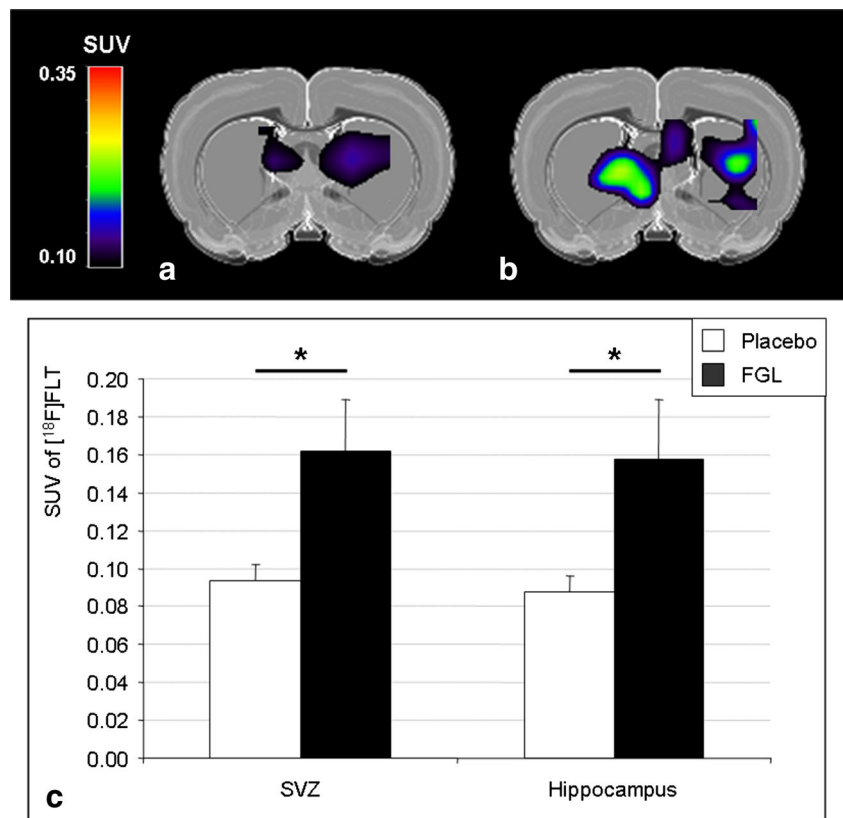 SUV
0.35
0.10
a
b
Placebo
FGL
*
*
SUV of [¹⁸F]FLT
0.20
0.18
0.16
0.14
0.12
0.10
0.08
0.06
0.04
0.02
0.00
SVZ
Hippocampus
c